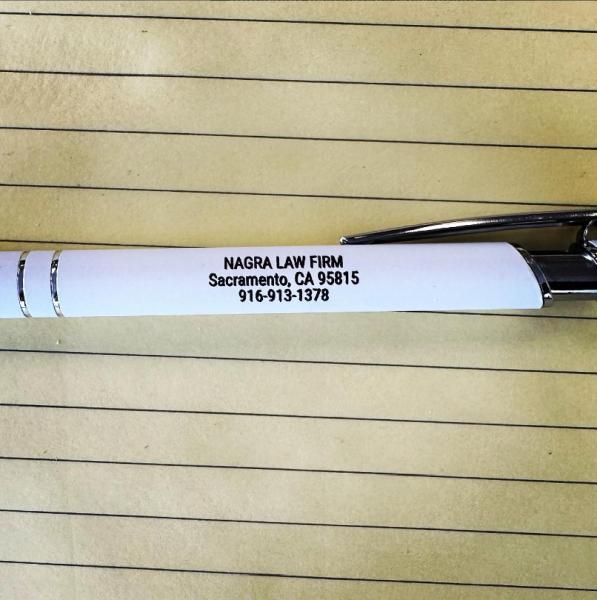 NAGRA LAW FIRM
Sacramento, CA 95815
916-913-1378